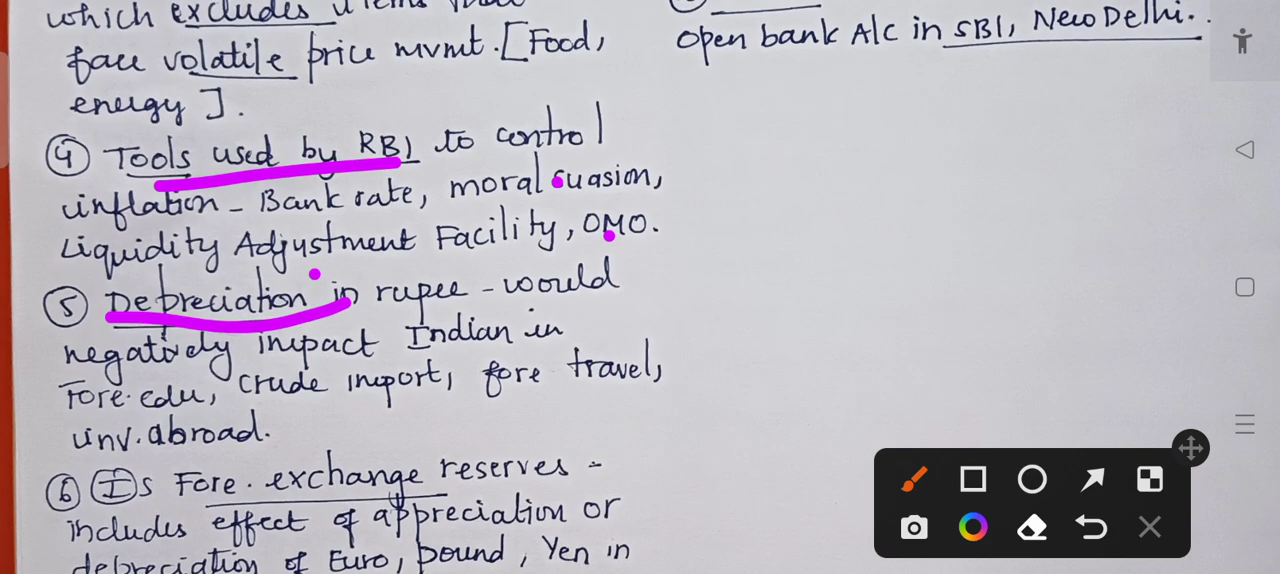 which excludes items that
face volatile price mvmt. [Food,
energy].
④ Tools used by RBI to control
inflation - Bank rate, moral suasion,
Liquidity Adjustment Facility, OMO.
⑤ Depreciation in rupee - would
negatively impact Indian in
Fore. edu, crude import, fore travel,
inv. abroad.
⑥ I's Fore. exchange reserves -
includes effect of appreciation or
depreciation of Euro, pound, Yen in
open bank A/c in SBI, New Delhi.